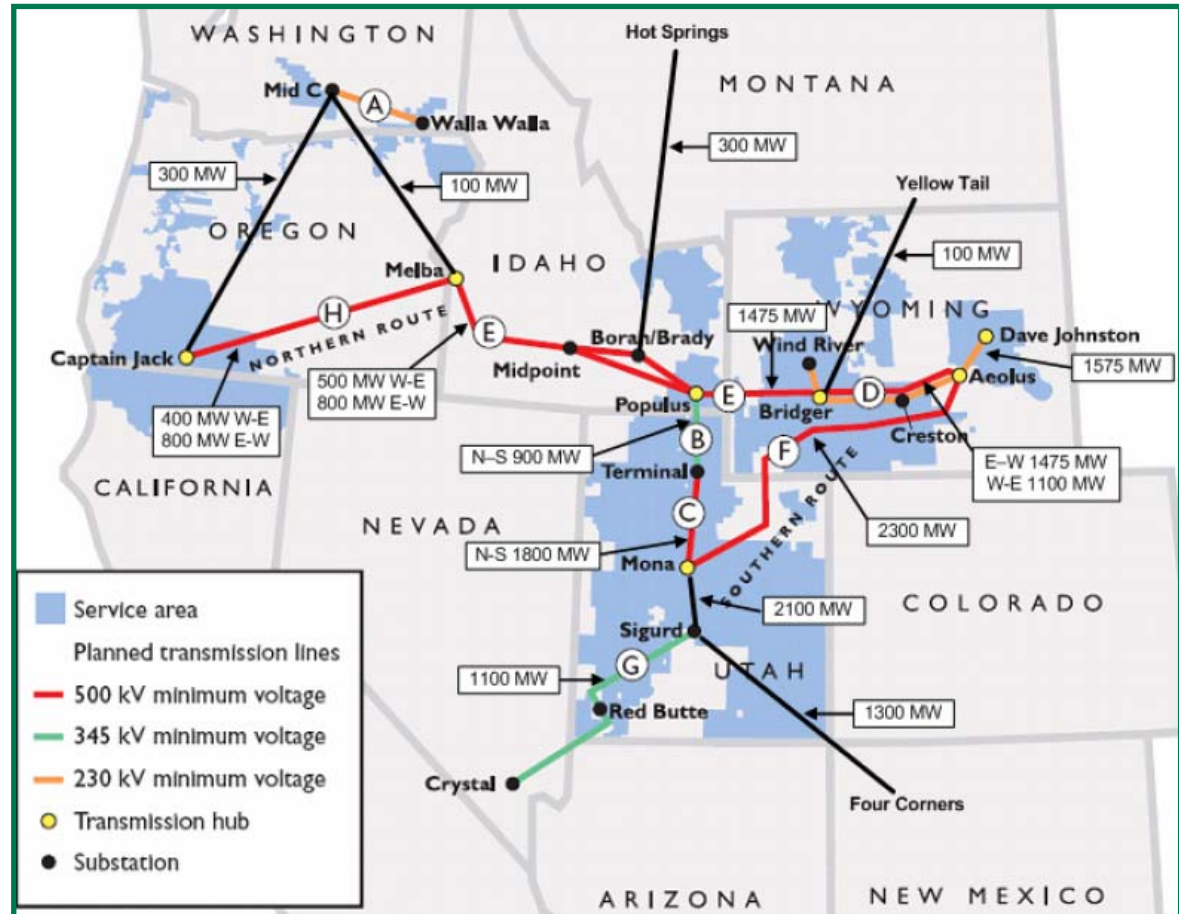 WASHINGTON
Hot Springs
MONTANA
Mid C
A
Walla Walla
300 MW
300 MW
100 MW
Yellow Tail
OREGON
IDAHO
100 MW
Melba
WYOMING
1475 MW
H
NORTHERN ROUTE
E
Borah/Brady
Wind River
Dave Johnston
Captain Jack
Midpoint
1575 MW
Aeolus
500 MW W-E
800 MW E-W
Populus
E
Bridger
D
Creston
400 MW W-E
800 MW E-W
B
N–S 900 MW
F
Terminal
E–W 1475 MW
W-E 1100 MW
CALIFORNIA
NEVADA
C
SOUTHERN ROUTE
2300 MW
N-S 1800 MW
Mona
2100 MW
COLORADO
Sigurd
G
UTAH
1100 MW
Red Butte
1300 MW
Crystal
Four Corners
ARIZONA
NEW MEXICO
Service area
Planned transmission lines
500 kV minimum voltage
345 kV minimum voltage
230 kV minimum voltage
Transmission hub
Substation